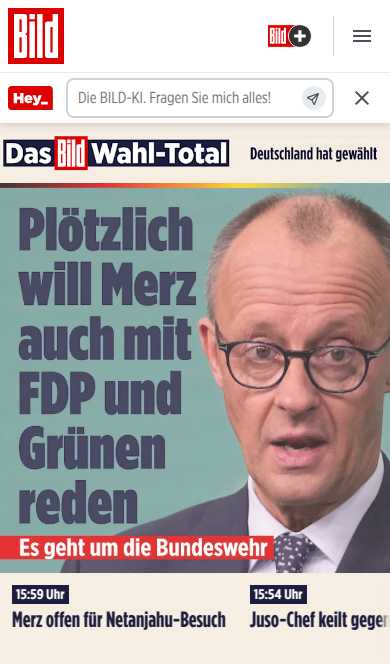 Bild
Bild
Hey_
Die BILD-KI. Fragen Sie mich alles!
Das Bild Wahl-Total
Deutschland hat gewählt
Plötzlich
will Merz
auch mit
FDP und
Grünen
reden
Es geht um die Bundeswehr
15:59 Uhr
Merz offen für Netanjahu-Besuch
15:54 Uhr
Juso-Chef keilt gegen